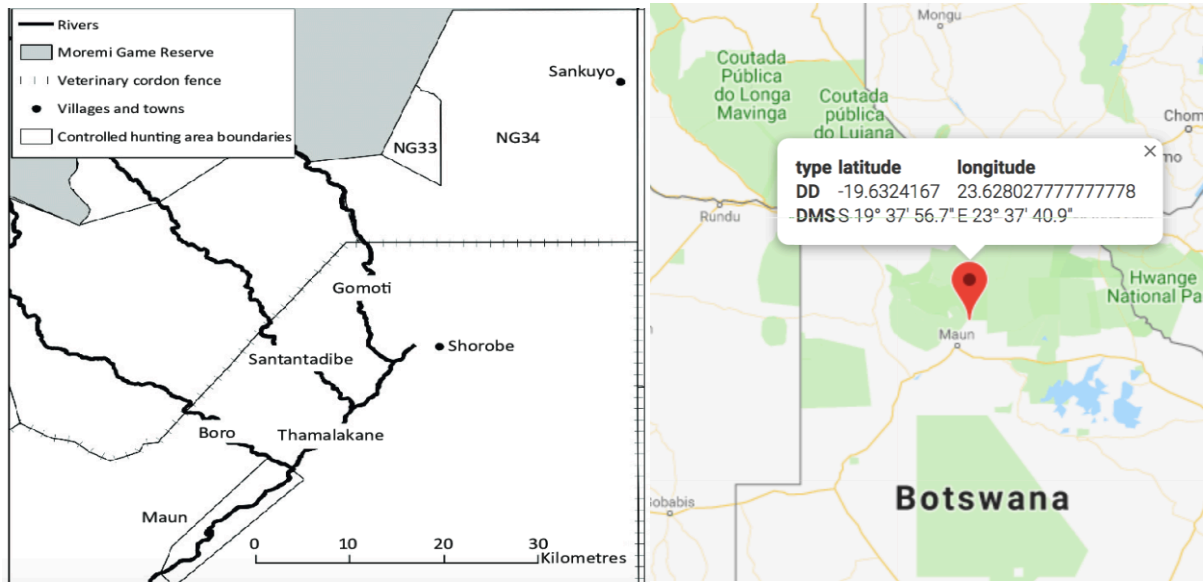 Rivers
Moremi Game Reserve
Veterinary cordon fence
Villages and towns
Controlled hunting area boundaries
Sankuyo
NG33
NG34
Gomoti
Santantadibe
Shorobe
Boro
Thamalakane
Maun
0
10
20
30
Kilometres
Mongu
Coutada
Pública
do Longa
Mavinga
Coutada
pública
do Luiana
Chom
mo
type latitude longitude
DD -19.6324167 23.628027777777778
DMS S 19° 37' 56.7" E 23° 37' 40.9"
Rundu
Hwange
National Pa
Maun
Botswana
Gobabis